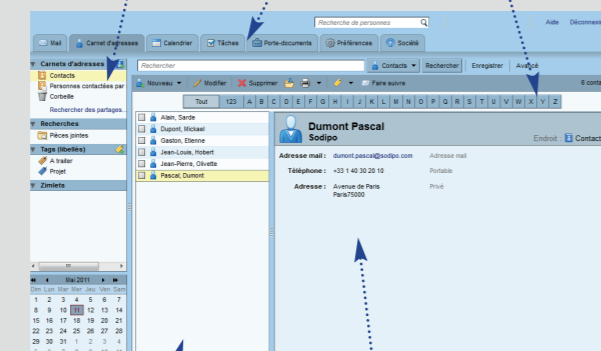 Recherche de personnes
Aide Déconnexi
Mail Carnet d'adresses Calendrier Tâches Porte-documents Préférences Société
Carnets d'adresses
Rechercher Contacts Rechercher Enregistrer Avancé
Contacts
Personnes contactées par
Corbeille
Rechercher des partages...
Nouveau Modifier Supprimer Faire suivre 6 conta
Tout 123 A B C D E F G H I J K L M N O P Q R S T U V W X Y Z
Recherches
Pièces jointes
Tags (libellés)
A traiter
Projet
Zimlets
Alain, Sarde
Dupont, Mickael
Gaston, Etienne
Jean-Louis, Hobert
Jean-Pierre, Olivette
Pascal, Dumont
Dumont Pascal
Sodipo
Endroit : Contact
Adresse mail : dumont.pascal@sodipo.com Adresse mail
Téléphone : +33 1 40 30 20 10 Portable
Adresse : Avenue de Paris Privé
Paris75000
Mai 2011
Dim Lun Mar Mer Jeu Ven Sam
1 2 3 4 5 6 7
8 9 10 11 12 13 14
15 16 17 18 19 20 21
22 23 24 25 26 27 28
29 30 31 1 2 3 4